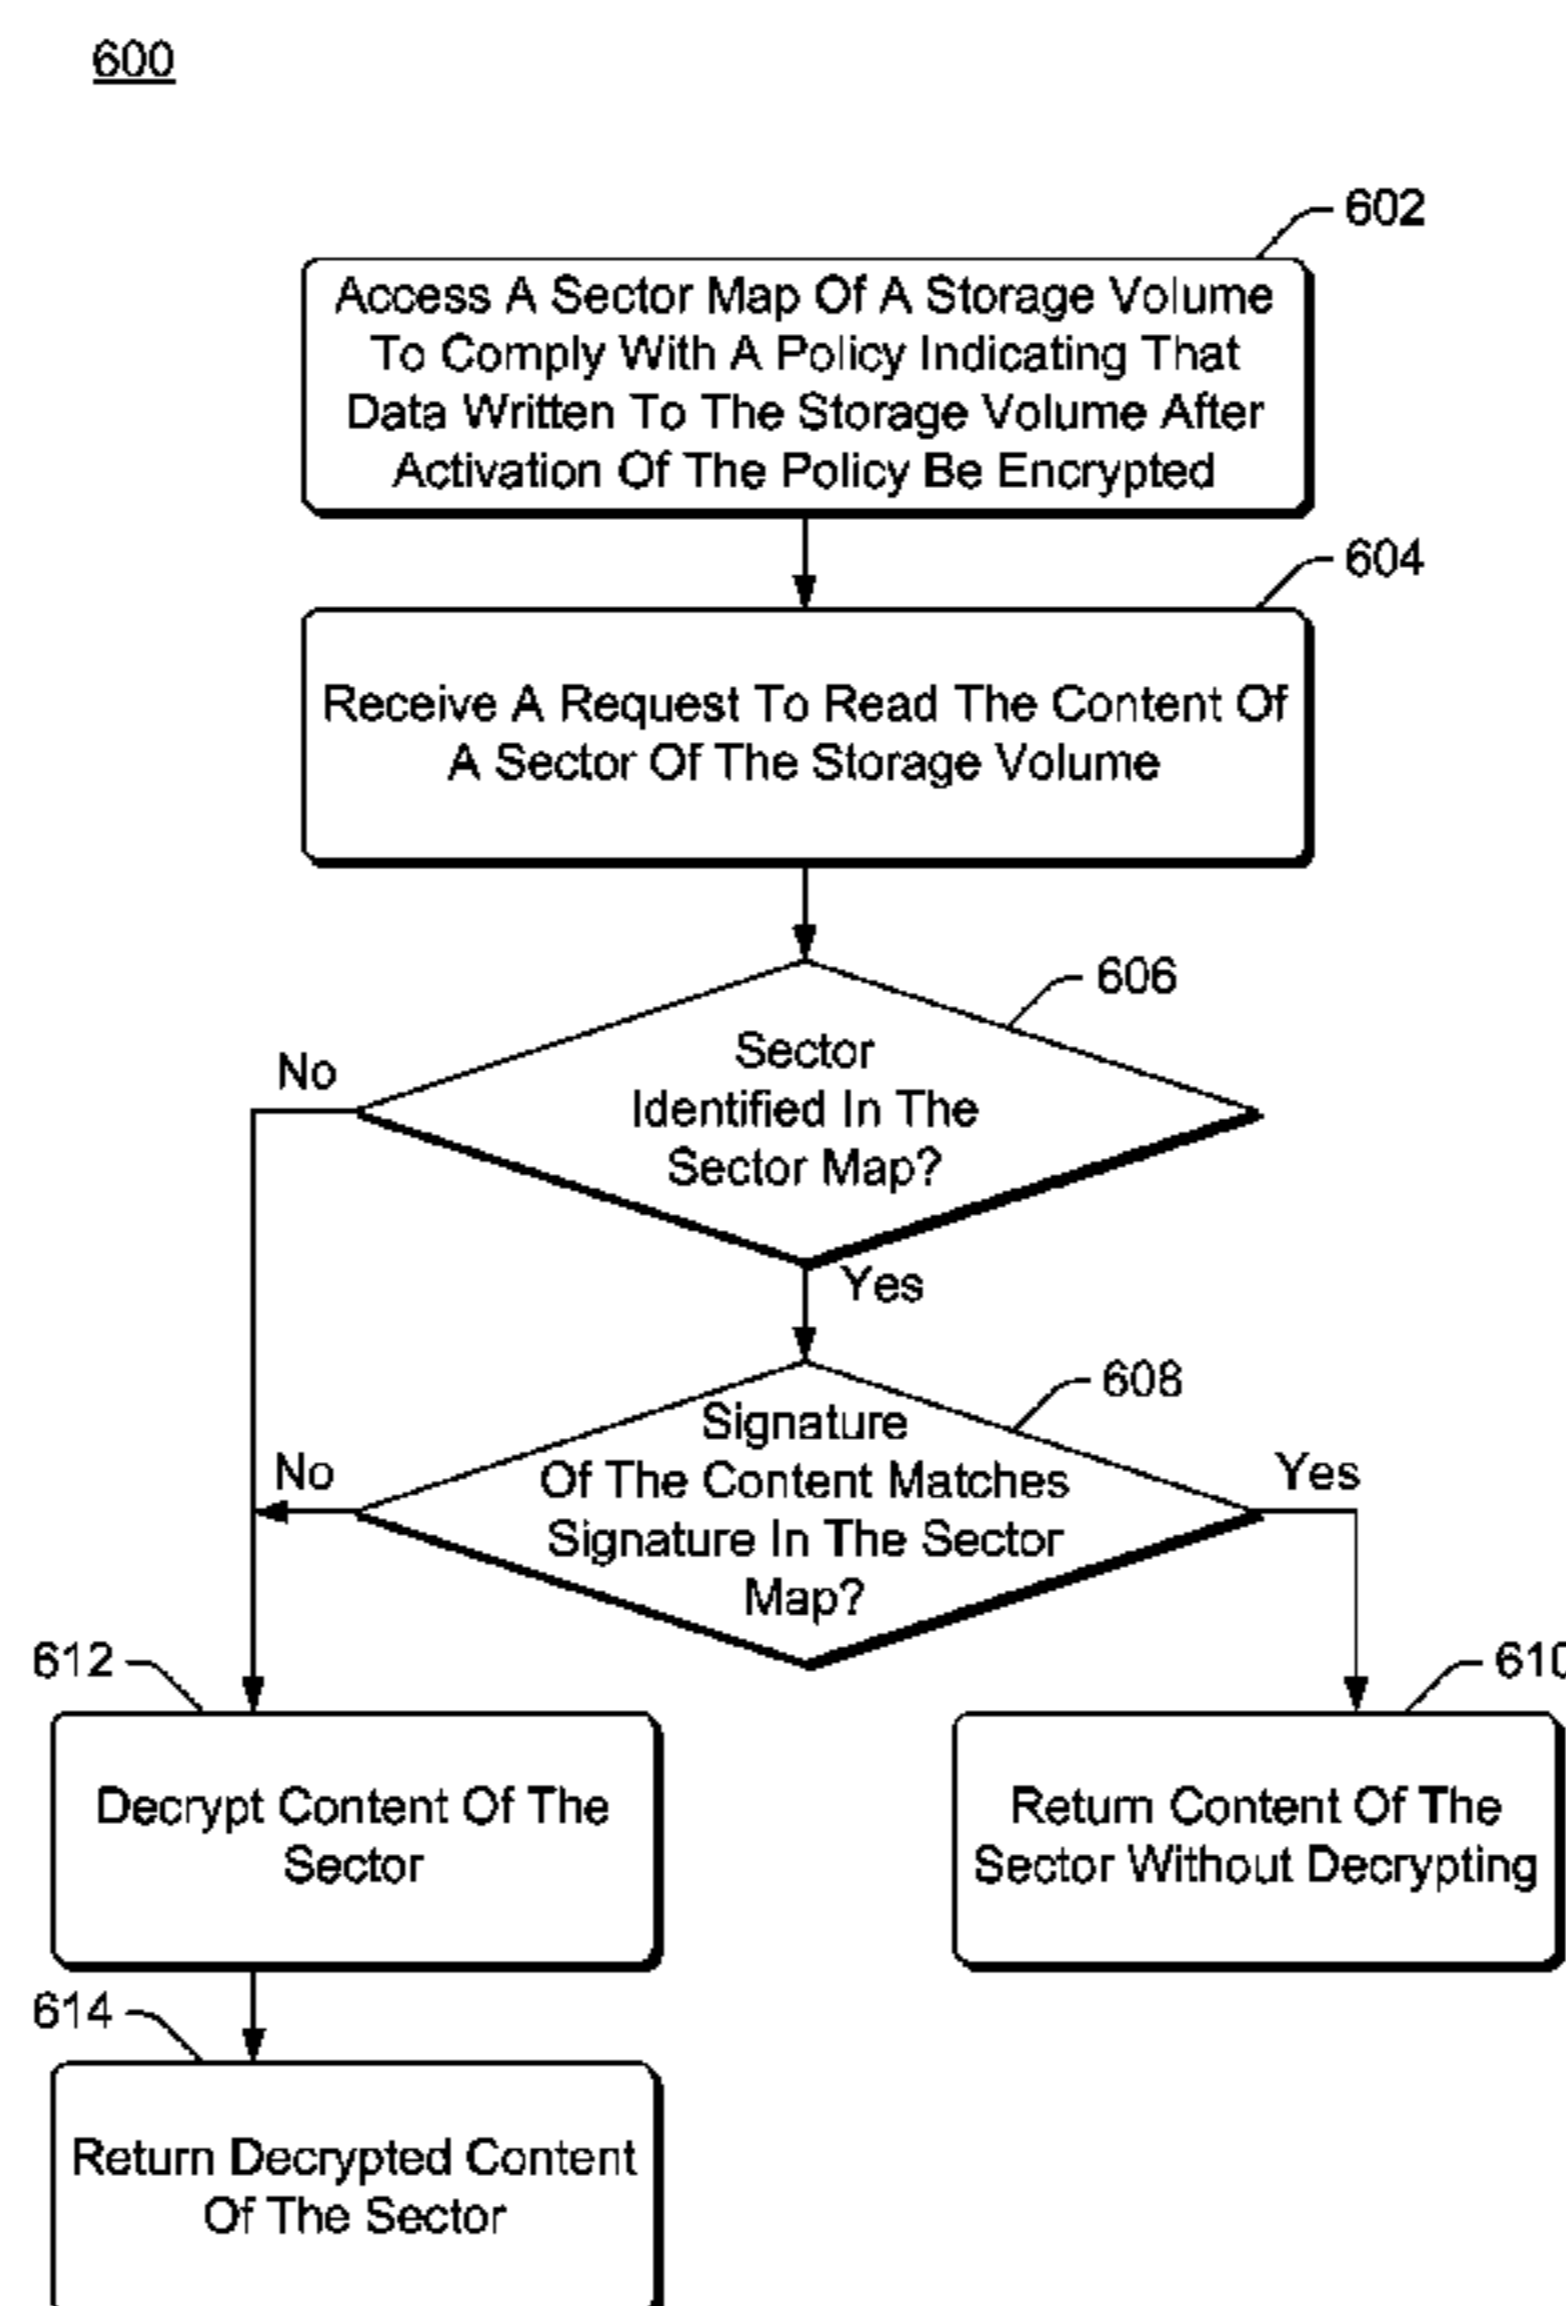 600
602
Access A Sector Map Of A Storage Volume
To Comply With A Policy Indicating That
Data Written To The Storage Volume After
Activation Of The Policy Be Encrypted
604
Receive A Request To Read The Content Of
A Sector Of The Storage Volume
606
Sector
Identified In The
Sector Map?
No
Yes
608
Signature
Of The Content Matches
Signature In The Sector
Map?
No
Yes
612
Decrypt Content Of The
Sector
610
Return Content Of The
Sector Without Decrypting
614
Return Decrypted Content
Of The Sector